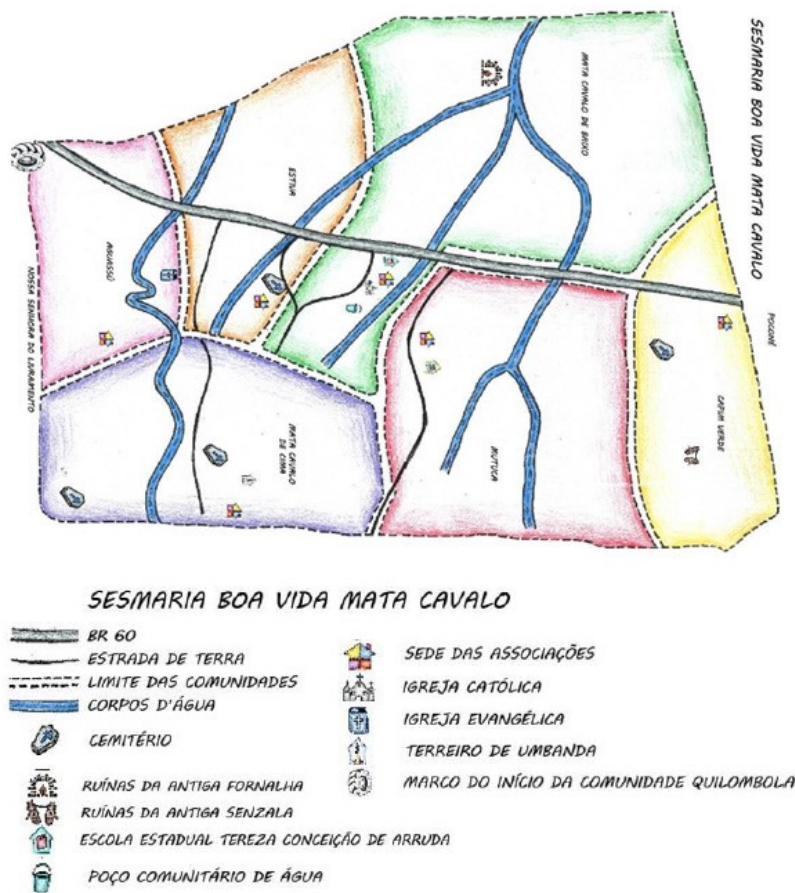 SESMARIA BOA VIDA MATA CAVALO
MATA CAVALO DE BAIXO
ESTIVA
AGUASSÚ
NOSSA SENHORA DO LIVRAMENTO
POCONÉ
CAPIM VERDE
MATA CAVALO
DE CIMA
MUTUCA
SESMARIA BOA VIDA MATA CAVALO
BR 60
ESTRADA DE TERRA
LIMITE DAS COMUNIDADES
CORPOS D'ÁGUA
CEMITÉRIO
RUÍNAS DA ANTIGA FORNALHA
RUÍNAS DA ANTIGA SENZALA
ESCOLA ESTADUAL TEREZA CONCEIÇÃO DE ARRUDA
POÇO COMUNITÁRIO DE ÁGUA
SEDE DAS ASSOCIAÇÕES
IGREJA CATÓLICA
IGREJA EVANGÉLICA
TERREIRO DE UMBANDA
MARCO DO INÍCIO DA COMUNIDADE QUILOMBOLA